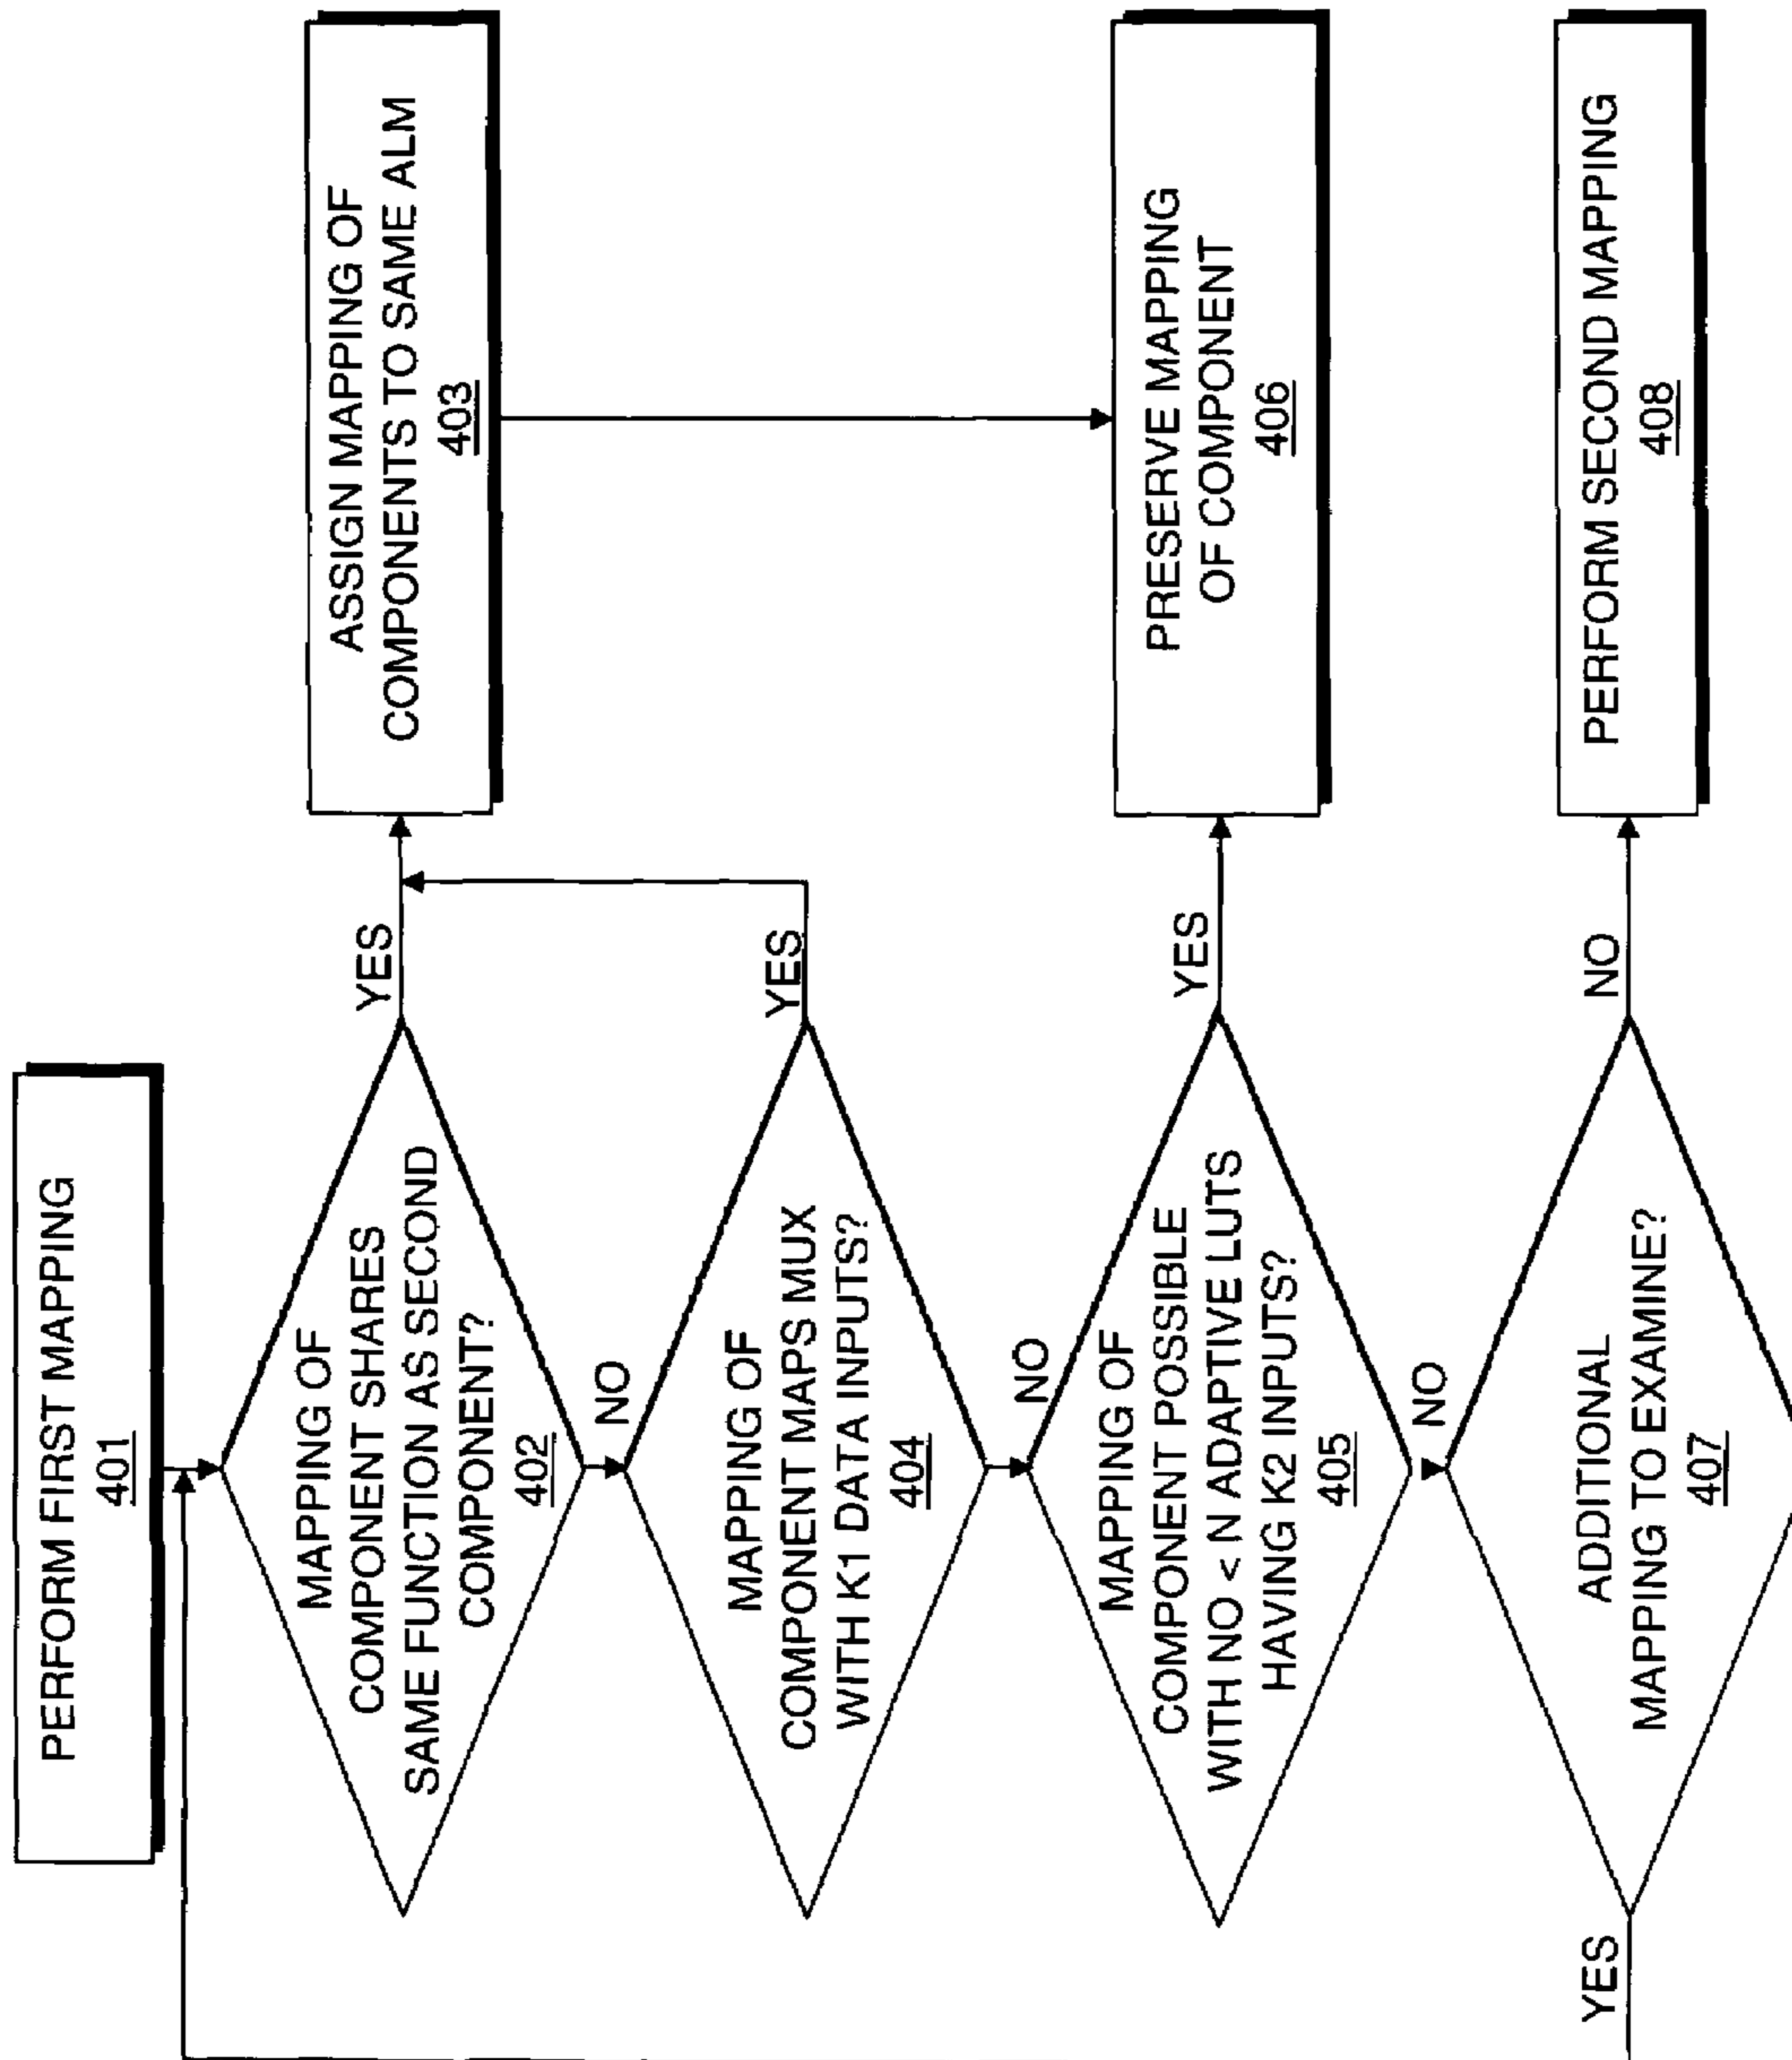 PERFORM FIRST MAPPING
401
MAPPING OF
COMPONENT SHARES
SAME FUNCTION AS SECOND
COMPONENT?
402
YES
ASSIGN MAPPING OF
COMPONENTS TO SAME ALM
403
NO
MAPPING OF
COMPONENT MAPS MUX
WITH K1 DATA INPUTS?
404
YES
NO
MAPPING OF
COMPONENT POSSIBLE
WITH NO < N ADAPTIVE LUTS
HAVING K2 INPUTS?
405
YES
PRESERVE MAPPING
OF COMPONENT
406
NO
ADDITIONAL
MAPPING TO EXAMINE?
407
YES
NO
PERFORM SECOND MAPPING
408